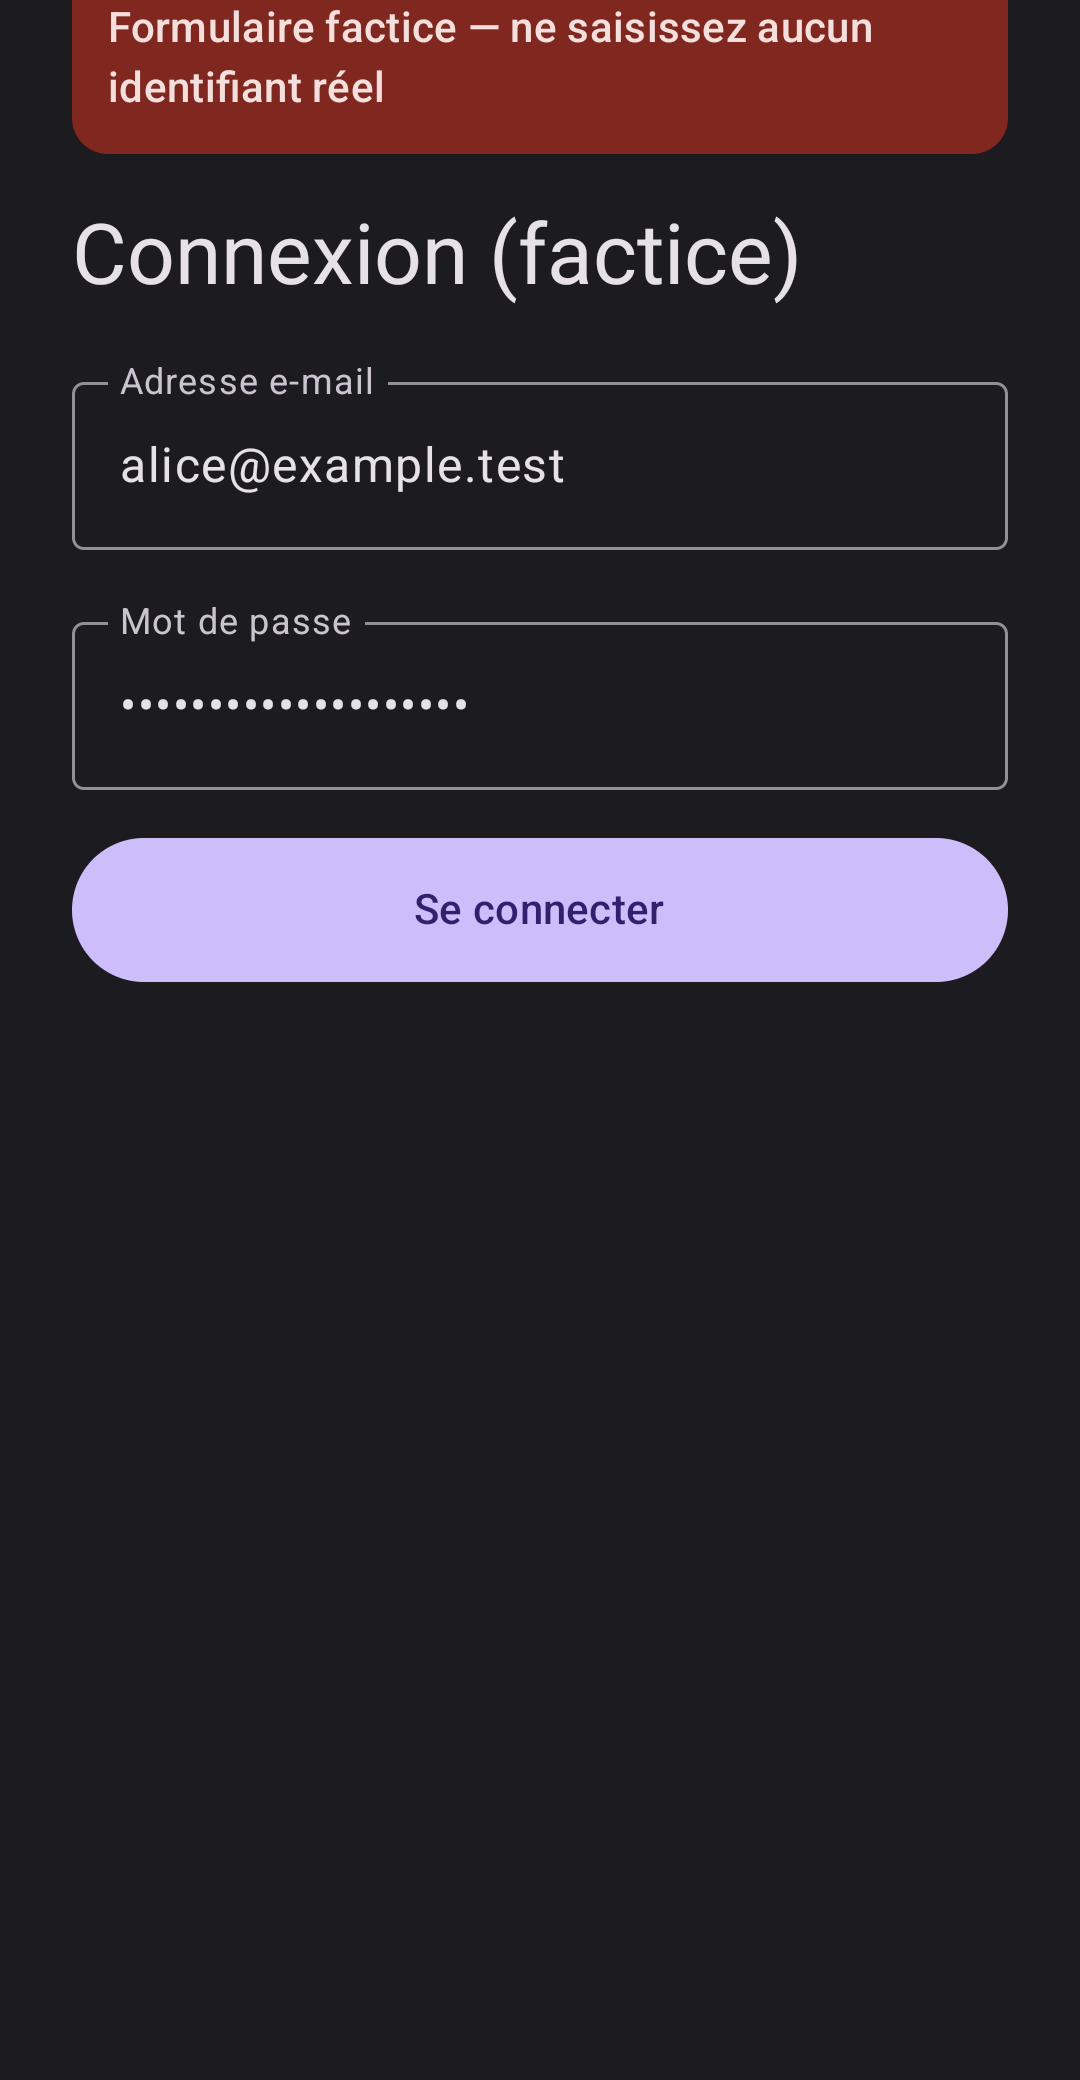 Formulaire factice — ne saisissez aucun
identifiant réel
Connexion (factice)
Adresse e-mail
alice@example.test
Mot de passe
••••••••••••••••••••
Se connecter